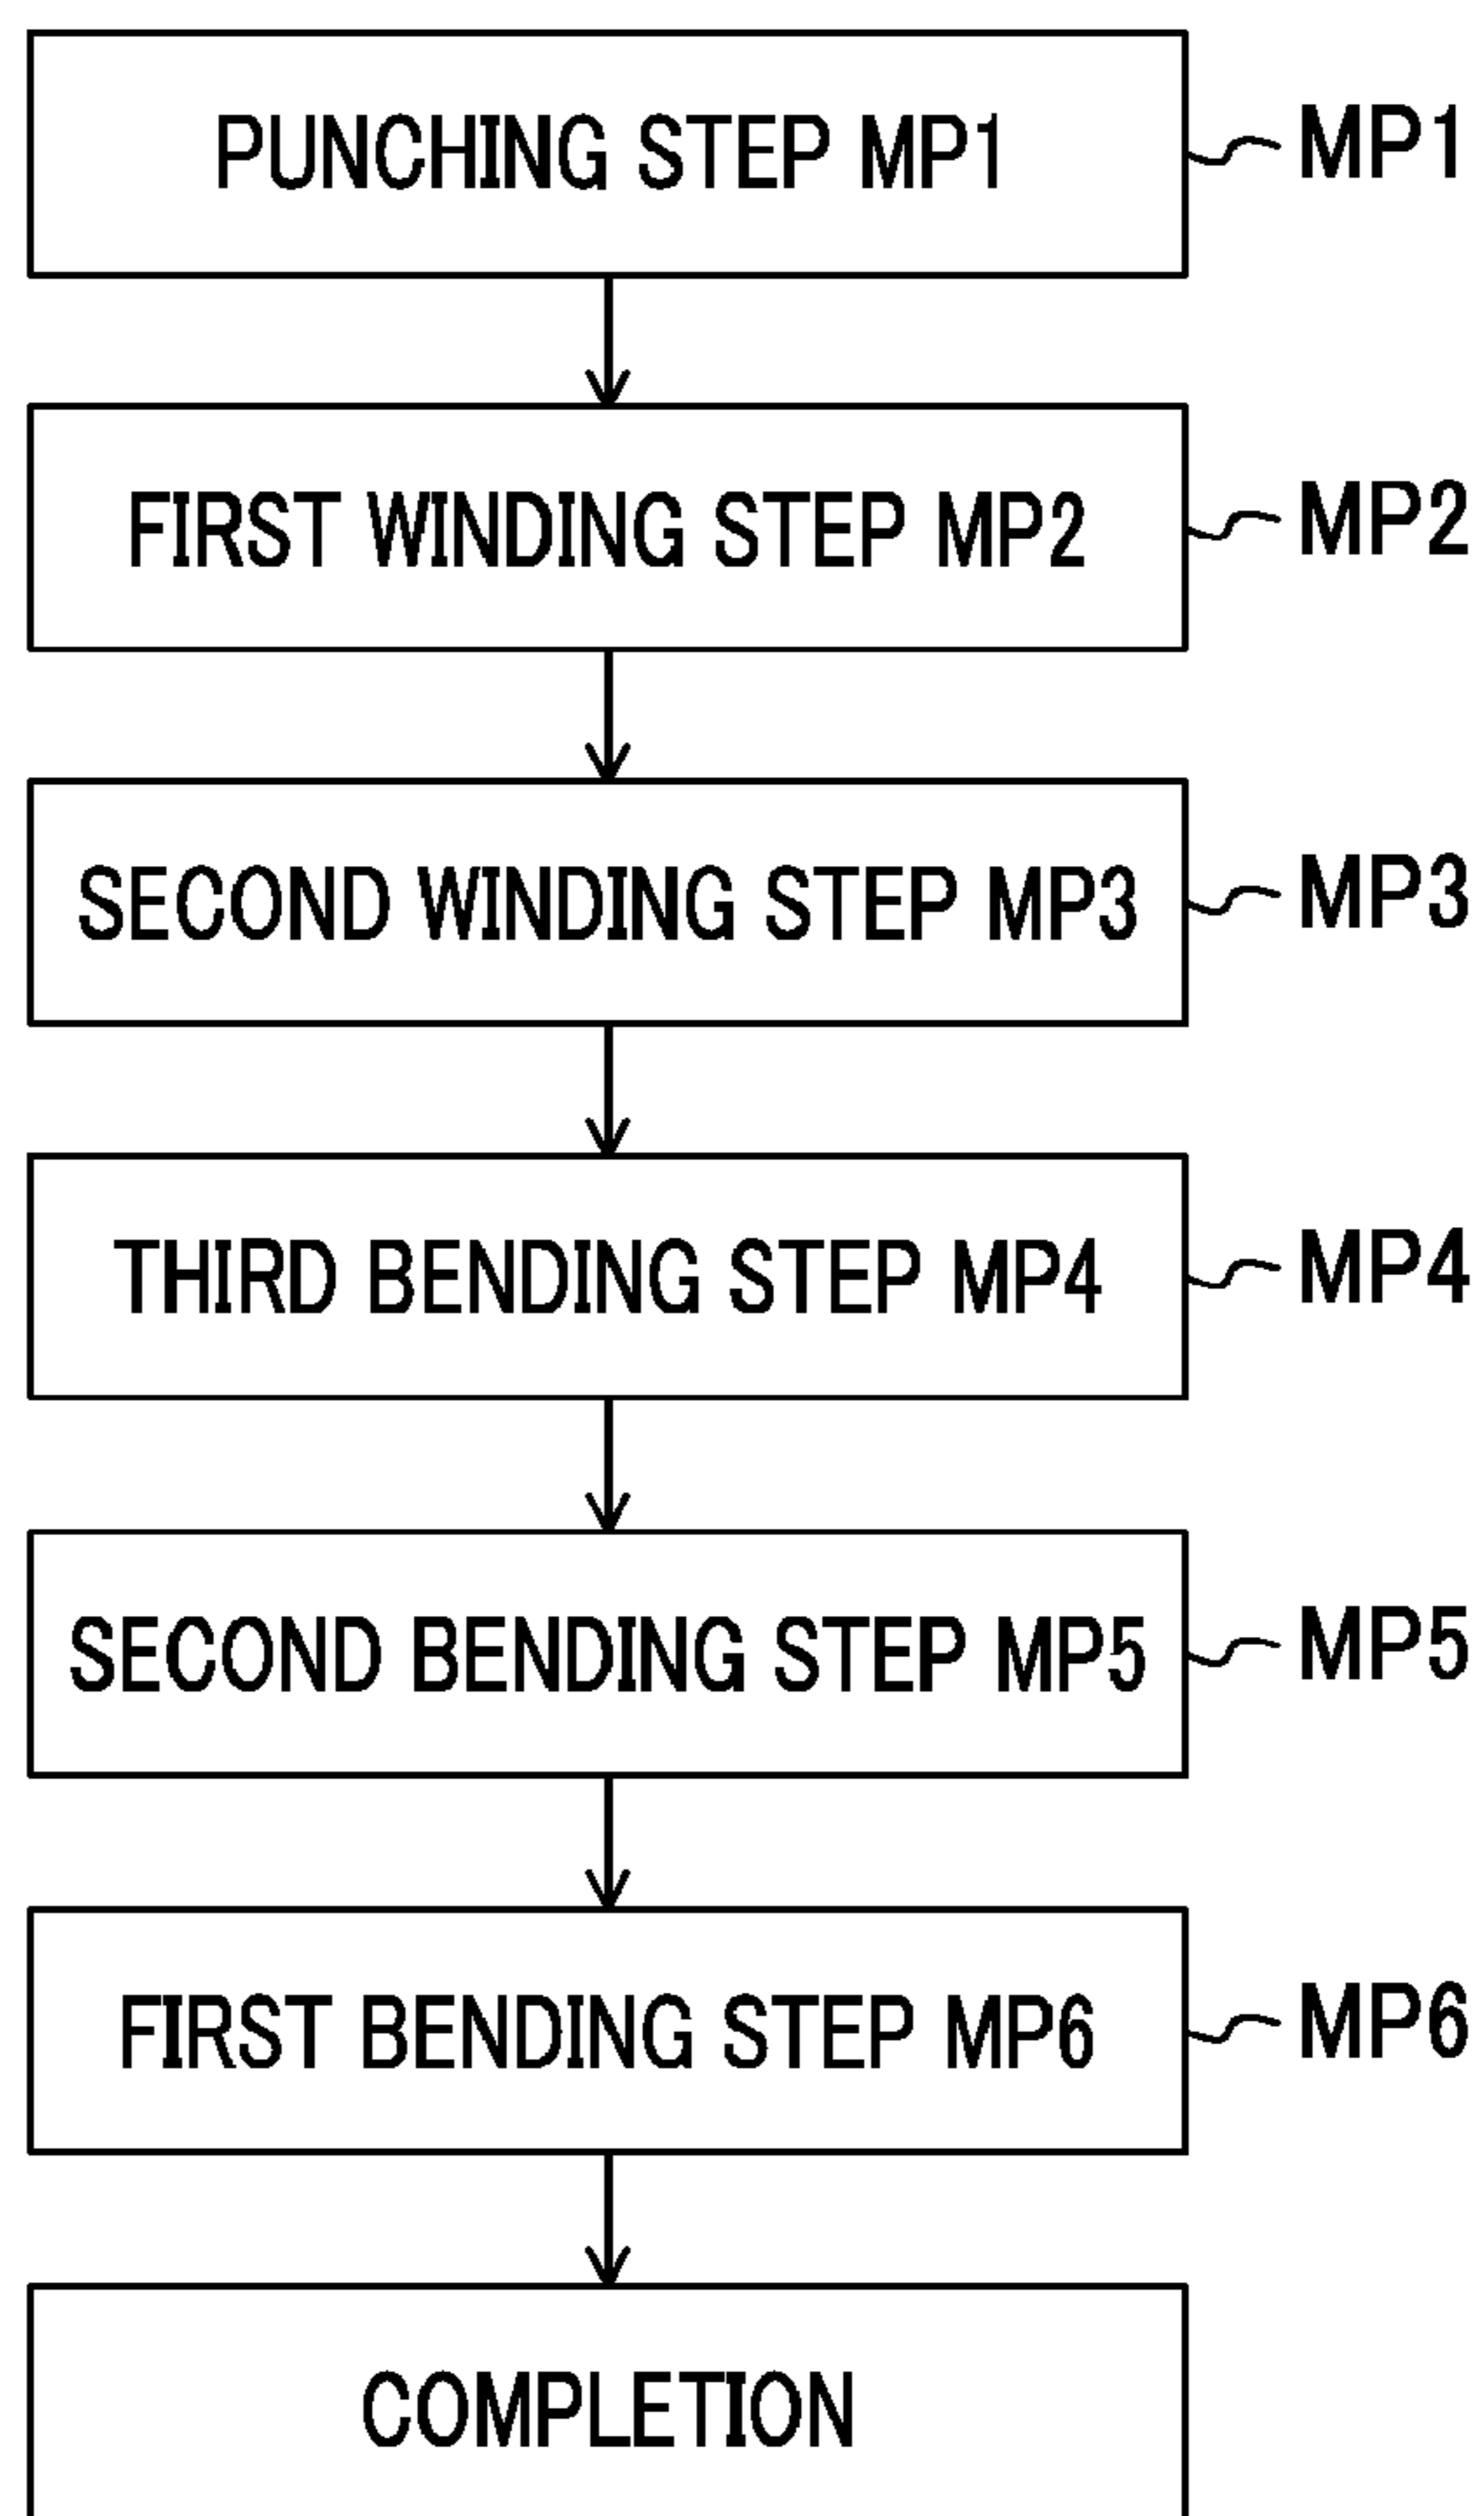 PUNCHING STEP MP1
MP1
FIRST WINDING STEP MP2
MP2
SECOND WINDING STEP MP3
MP3
THIRD BENDING STEP MP4
MP4
SECOND BENDING STEP MP5
MP5
FIRST BENDING STEP MP6
MP6
COMPLETION